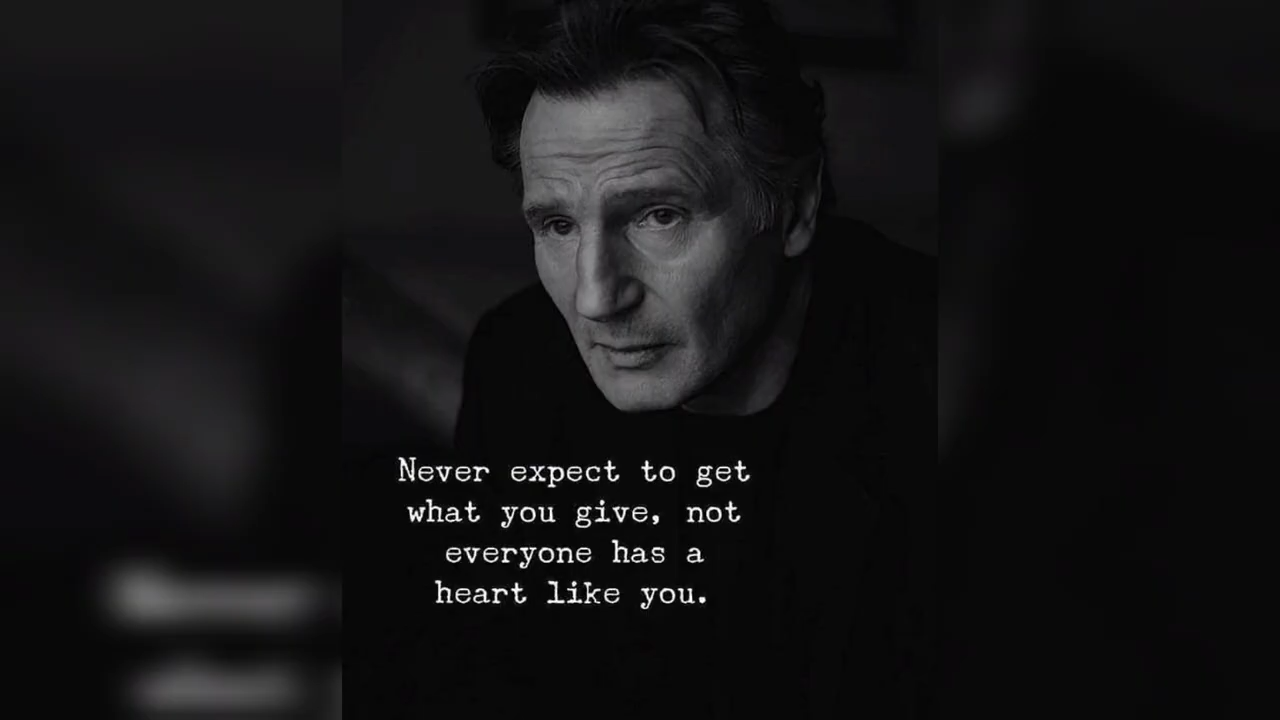 Never expect to get
what you give, not
everyone has a
heart like you.